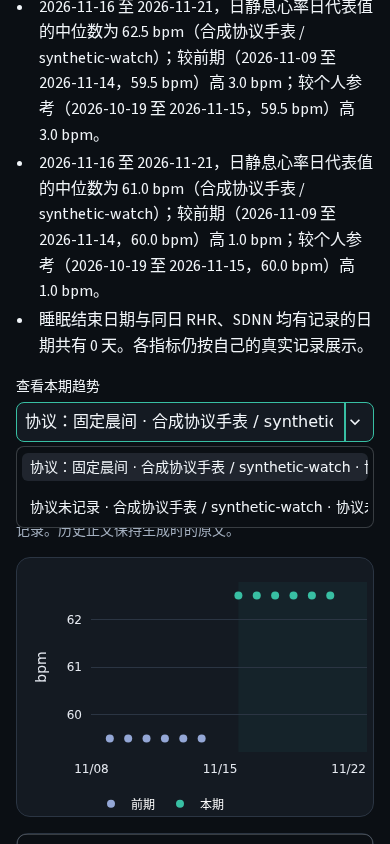 2026-11-16 至 2026-11-21，日静息心率日代表值
的中位数为 62.5 bpm（合成协议手表 /
synthetic-watch）；较前期（2026-11-09 至
2026-11-14，59.5 bpm）高 3.0 bpm；较个人参
考（2026-10-19 至 2026-11-15，59.5 bpm）高
3.0 bpm。
2026-11-16 至 2026-11-21，日静息心率日代表值
的中位数为 61.0 bpm（合成协议手表 /
synthetic-watch）；较前期（2026-11-09 至
2026-11-14，60.0 bpm）高 1.0 bpm；较个人参
考（2026-10-19 至 2026-11-15，60.0 bpm）高
1.0 bpm。
睡眠结束日期与同日 RHR、SDNN 均有记录的日
期共有 0 天。各指标仍按自己的真实记录展示。
查看本期趋势
协议：固定晨间 · 合成协议手表 / synthetic
协议：固定晨间 · 合成协议手表 / synthetic-watch ·
协议未记录 · 合成协议手表 / synthetic-watch · 协议
记录。历史正文保持生成时的原文。
bpm
62
61
60
11/08 11/15 11/22
前期 本期